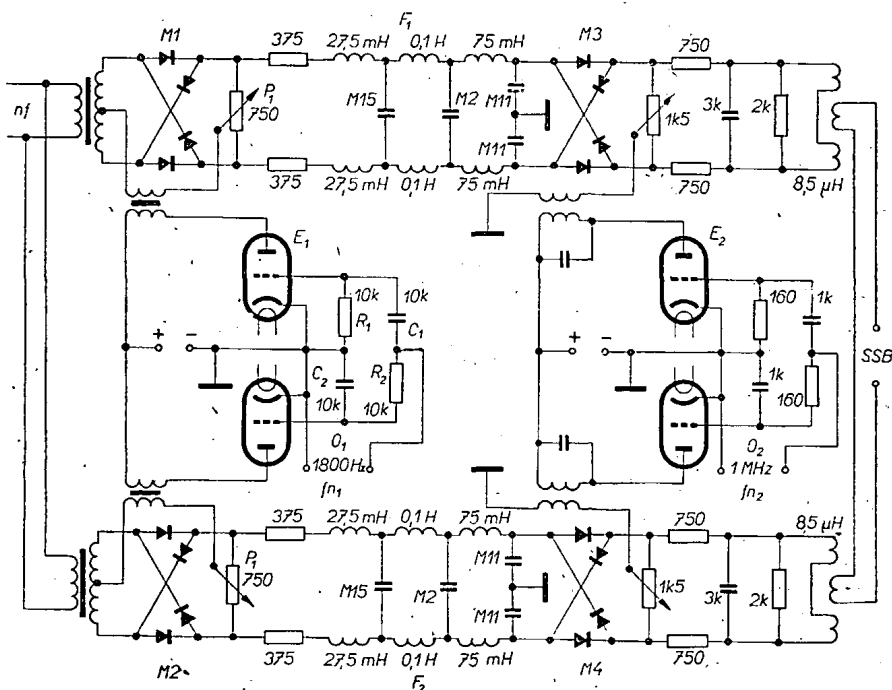 F₁
M1
375
27,5 mH
0,1 H
75 mH
M3
750
nf
P₁
750
M15
M2
M11
M11
1k5
3k
2k
375
27,5 mH
0,1 H
75 mH
750
8,5 µH
E₁
E₂
10k
R₁
10k
C₁
160
1k
+ -
+ -
C₂
10k
R₂
10k
1k
160
SSB
O₁
1800Hz
fn₁
O₂
1 MHz
fn₂
375
27,5 mH
0,1 H
75 mH
750
8,5 µH
P₁
750
M15
M2
M11
M11
1k5
3k
2k
M2
375
27,5 mH
0,1 H
75 mH
M4
750
F₂